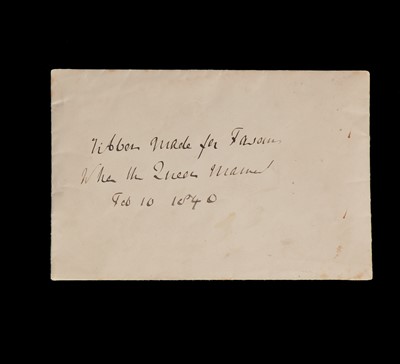 Ribbon Made for Favours
When the Queen Married
Feb 10 1840